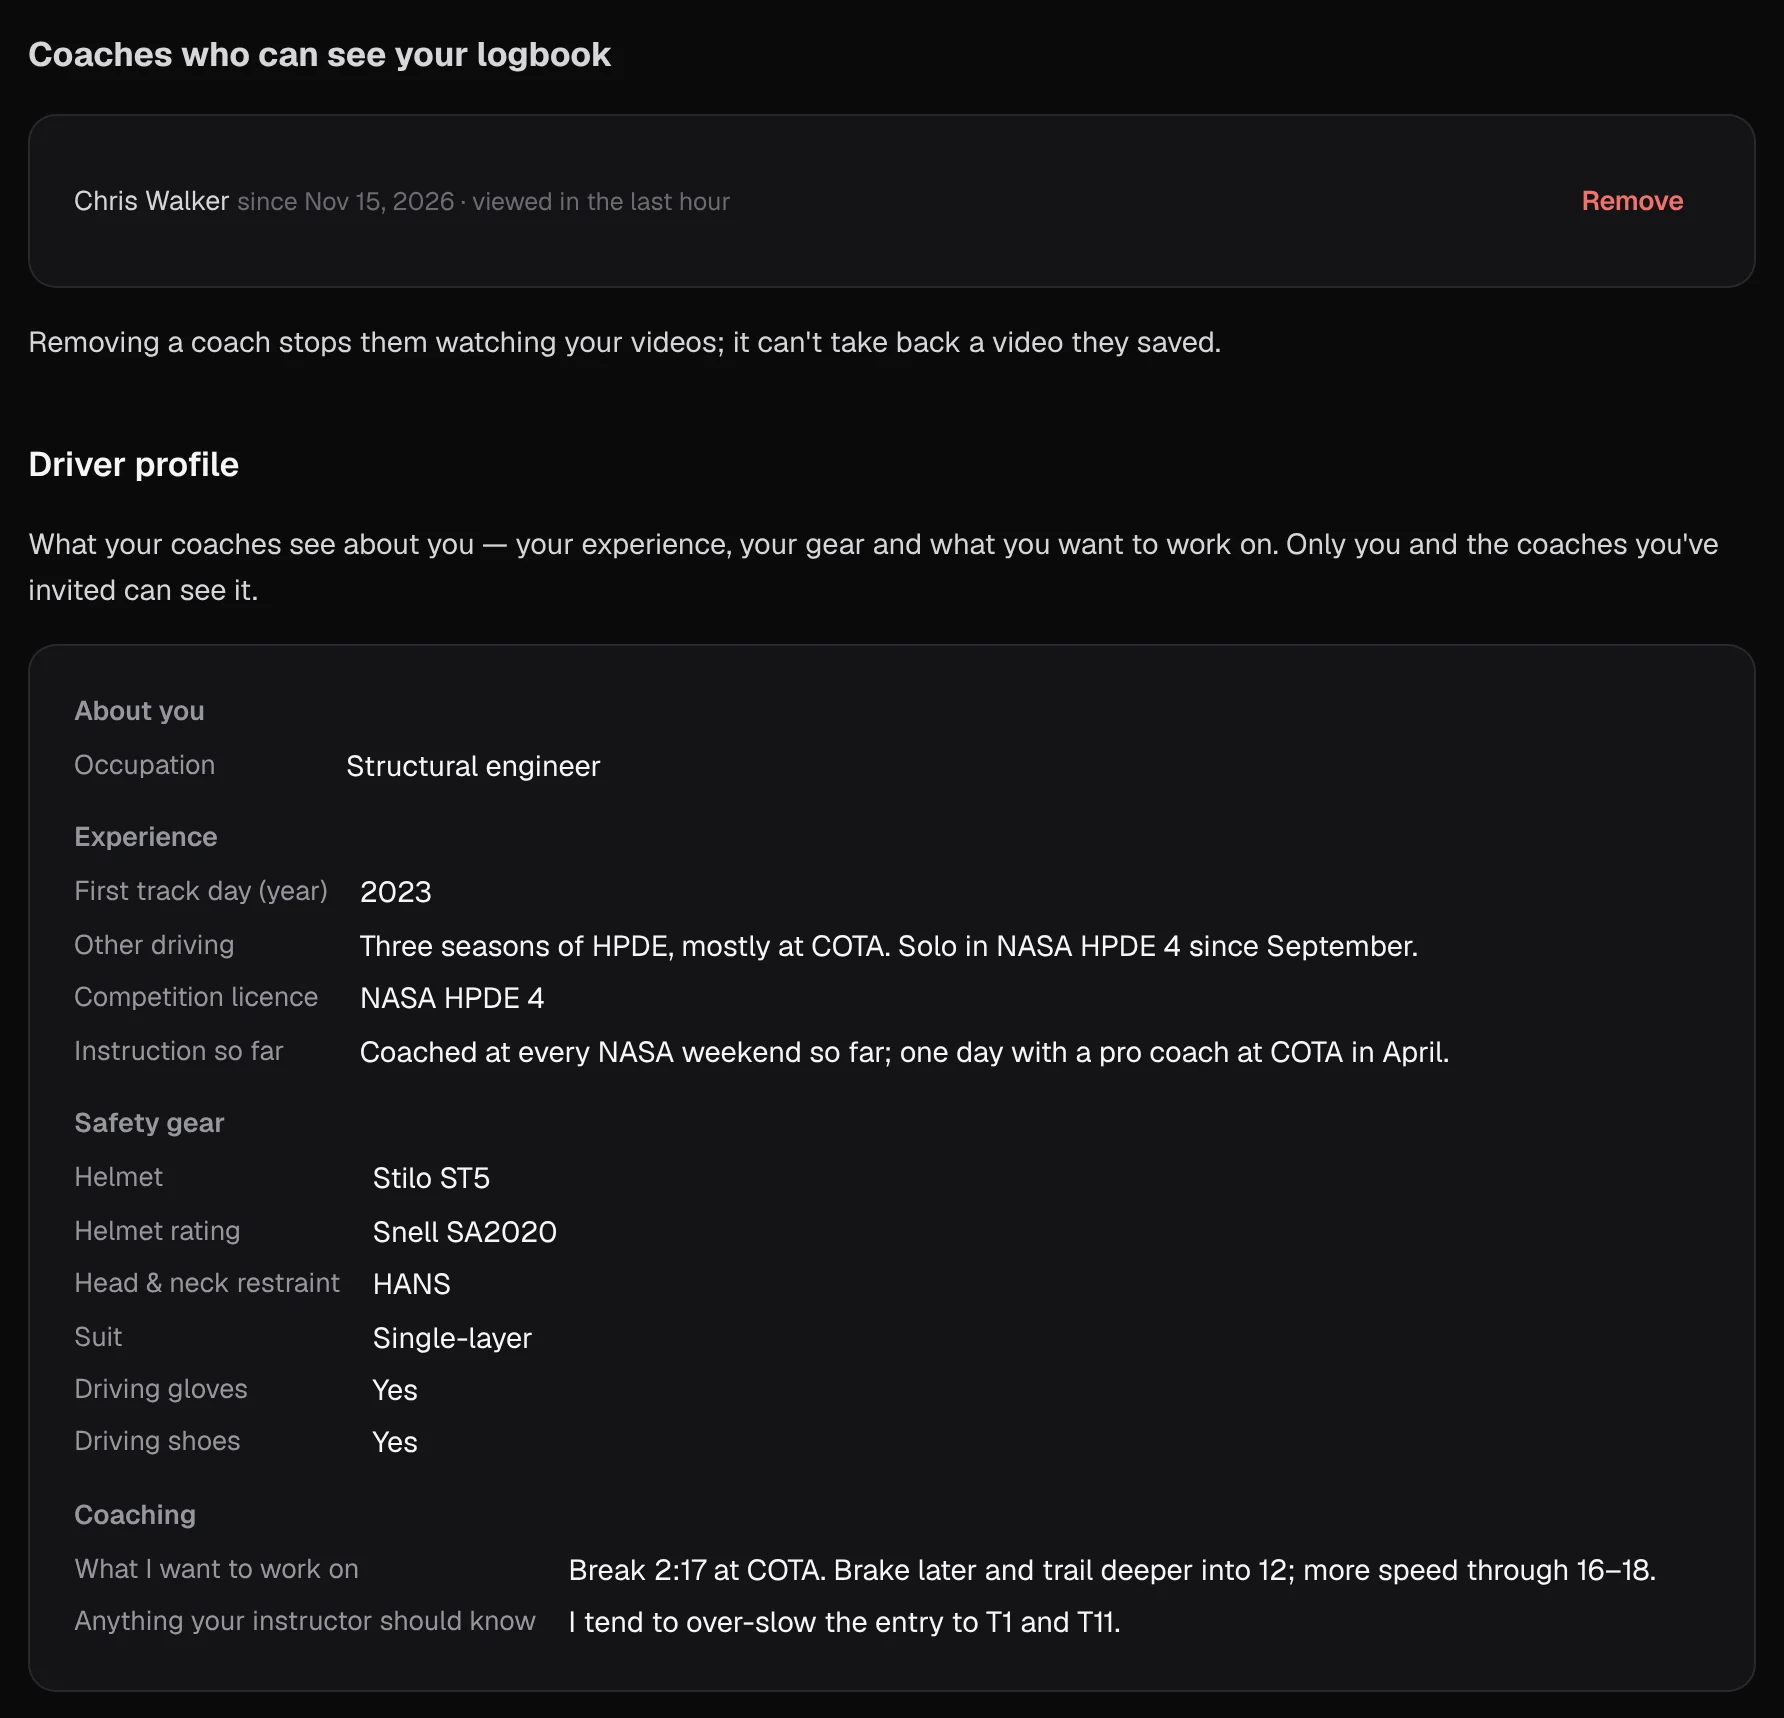 Coaches who can see your logbook
Chris Walker since Nov 15, 2026 · viewed in the last hour
Remove
Removing a coach stops them watching your videos; it can't take back a video they saved.
Driver profile
What your coaches see about you — your experience, your gear and what you want to work on. Only you and the coaches you've
invited can see it.
About you
Occupation Structural engineer
Experience
First track day (year) 2023
Other driving Three seasons of HPDE, mostly at COTA. Solo in NASA HPDE 4 since September.
Competition licence NASA HPDE 4
Instruction so far Coached at every NASA weekend so far; one day with a pro coach at COTA in April.
Safety gear
Helmet Stilo ST5
Helmet rating Snell SA2020
Head & neck restraint HANS
Suit Single-layer
Driving gloves Yes
Driving shoes Yes
Coaching
What I want to work on Break 2:17 at COTA. Brake later and trail deeper into 12; more speed through 16–18.
Anything your instructor should know I tend to over-slow the entry to T1 and T11.